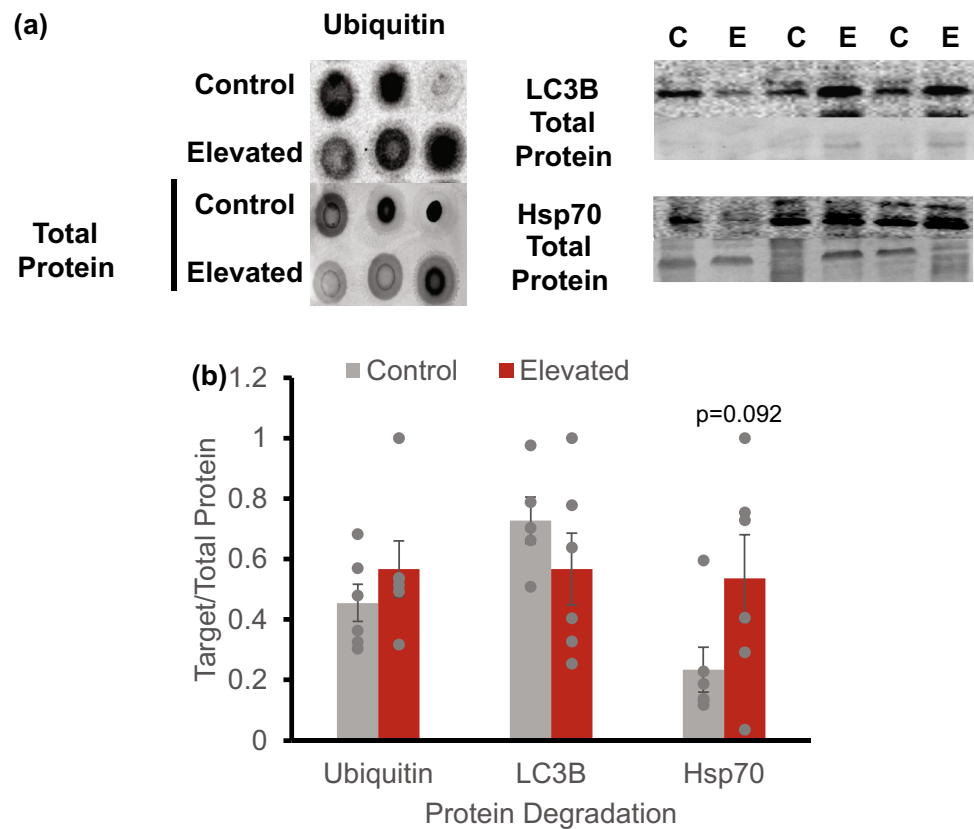 (a)
Ubiquitin
Control
Elevated
Total Protein
Control
Elevated
C E C E C E
LC3B
Total
Protein
Hsp70
Total
Protein
(b)
Control Elevated
p=0.092
1.2
1
0.8
0.6
0.4
0.2
0
Target/Total Protein
Ubiquitin LC3B Hsp70
Protein Degradation